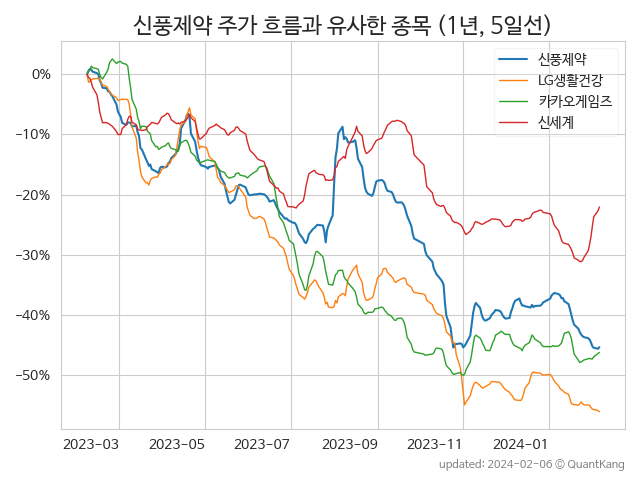 신풍제약 주가 흐름과 유사한 종목 (1년, 5일선)
신풍제약
LG생활건강
카카오게임즈
신세계
0%
−10%
−20%
−30%
−40%
−50%
2023-03 2023-05 2023-07 2023-09 2023-11 2024-01
updated: 2024-02-06 © QuantKang